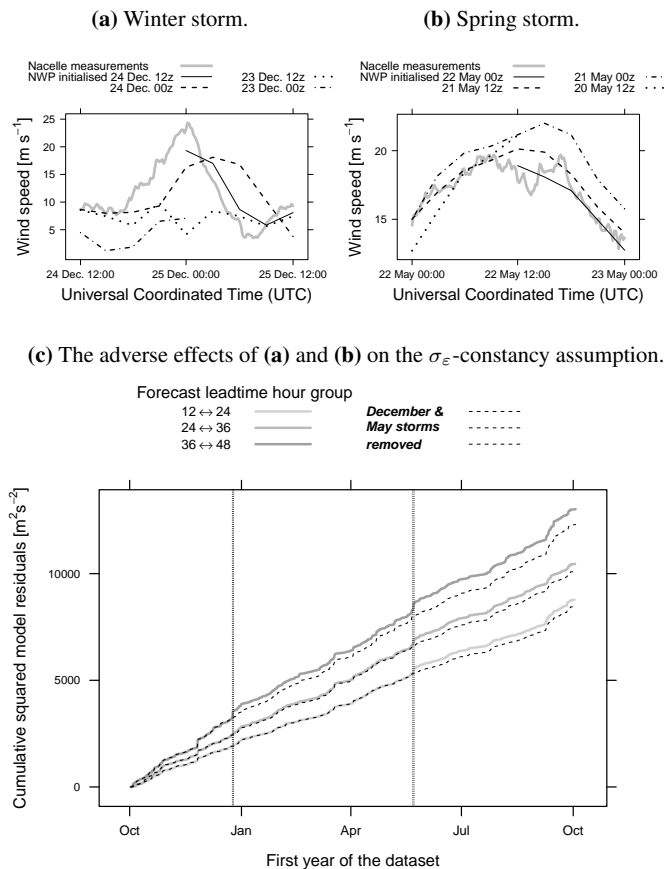 (a) Winter storm.
Nacelle measurements
NWP initialised 24 Dec. 12z
24 Dec. 00z
23 Dec. 12z
23 Dec. 00z
Wind speed [m s⁻¹]
25
20
15
10
5
24 Dec. 12:00
25 Dec. 00:00
25 Dec. 12:00
Universal Coordinated Time (UTC)
(b) Spring storm.
Nacelle measurements
NWP initialised 22 May 00z
21 May 12z
21 May 00z
20 May 12z
Wind speed [m s⁻¹]
20
15
22 May 00:00
22 May 12:00
23 May 00:00
Universal Coordinated Time (UTC)
(c) The adverse effects of (a) and (b) on the σ_ε-constancy assumption.
Forecast leadtime hour group
12 ↔ 24
24 ↔ 36
36 ↔ 48
December &
May storms
removed
Cumulative squared model residuals [m²s⁻²]
10000
5000
0
Oct
Jan
Apr
Jul
Oct
First year of the dataset